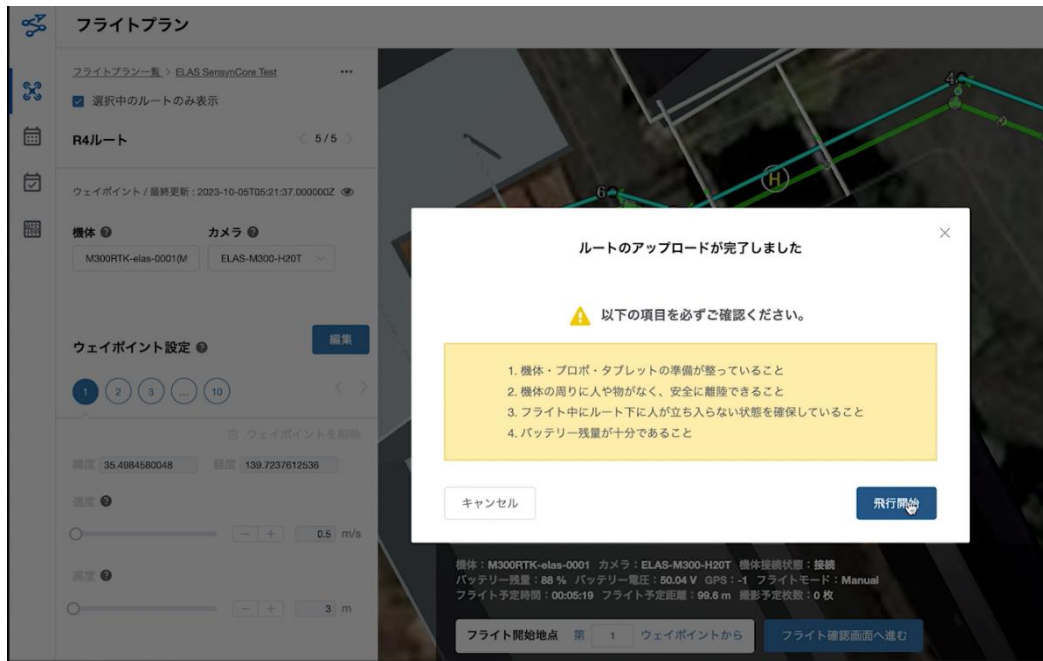 フライトプラン
フライトプラン一覧 > ELAS SensynCore Test
選択中のルートのみ表示
R4ルート < 5 / 5 >
ウェイポイント / 最終更新 : 2023-10-05T05:21:37.000000Z
機体 カメラ
M300RTK-elas-0001(M ELAS-M300-H20T
ウェイポイント設定 編集
1 2 3 ... 10 < >
ウェイポイントを削除
緯度 35.4984580048 経度 139.7237612536
速度
− + 0.5 m/s
高度
− + 3 m
4
6
H
ルートのアップロードが完了しました
以下の項目を必ずご確認ください。
1. 機体・プロポ・タブレットの準備が整っていること
2. 機体の周りに人や物がなく、安全に離陸できること
3. フライト中にルート下に人が立ち入らない状態を確保していること
4. バッテリー残量が十分であること
キャンセル 飛行開始
機体:M300RTK-elas-0001 カメラ:ELAS-M300-H20T 機体接続状態:接続
バッテリー残量:88 % バッテリー電圧:50.04 V GPS:-1 フライトモード:Manual
フライト予定時間:00:05:19 フライト予定距離:99.6 m 撮影予定枚数:0 枚
フライト開始地点 第 1 ウェイポイントから フライト確認画面へ進む